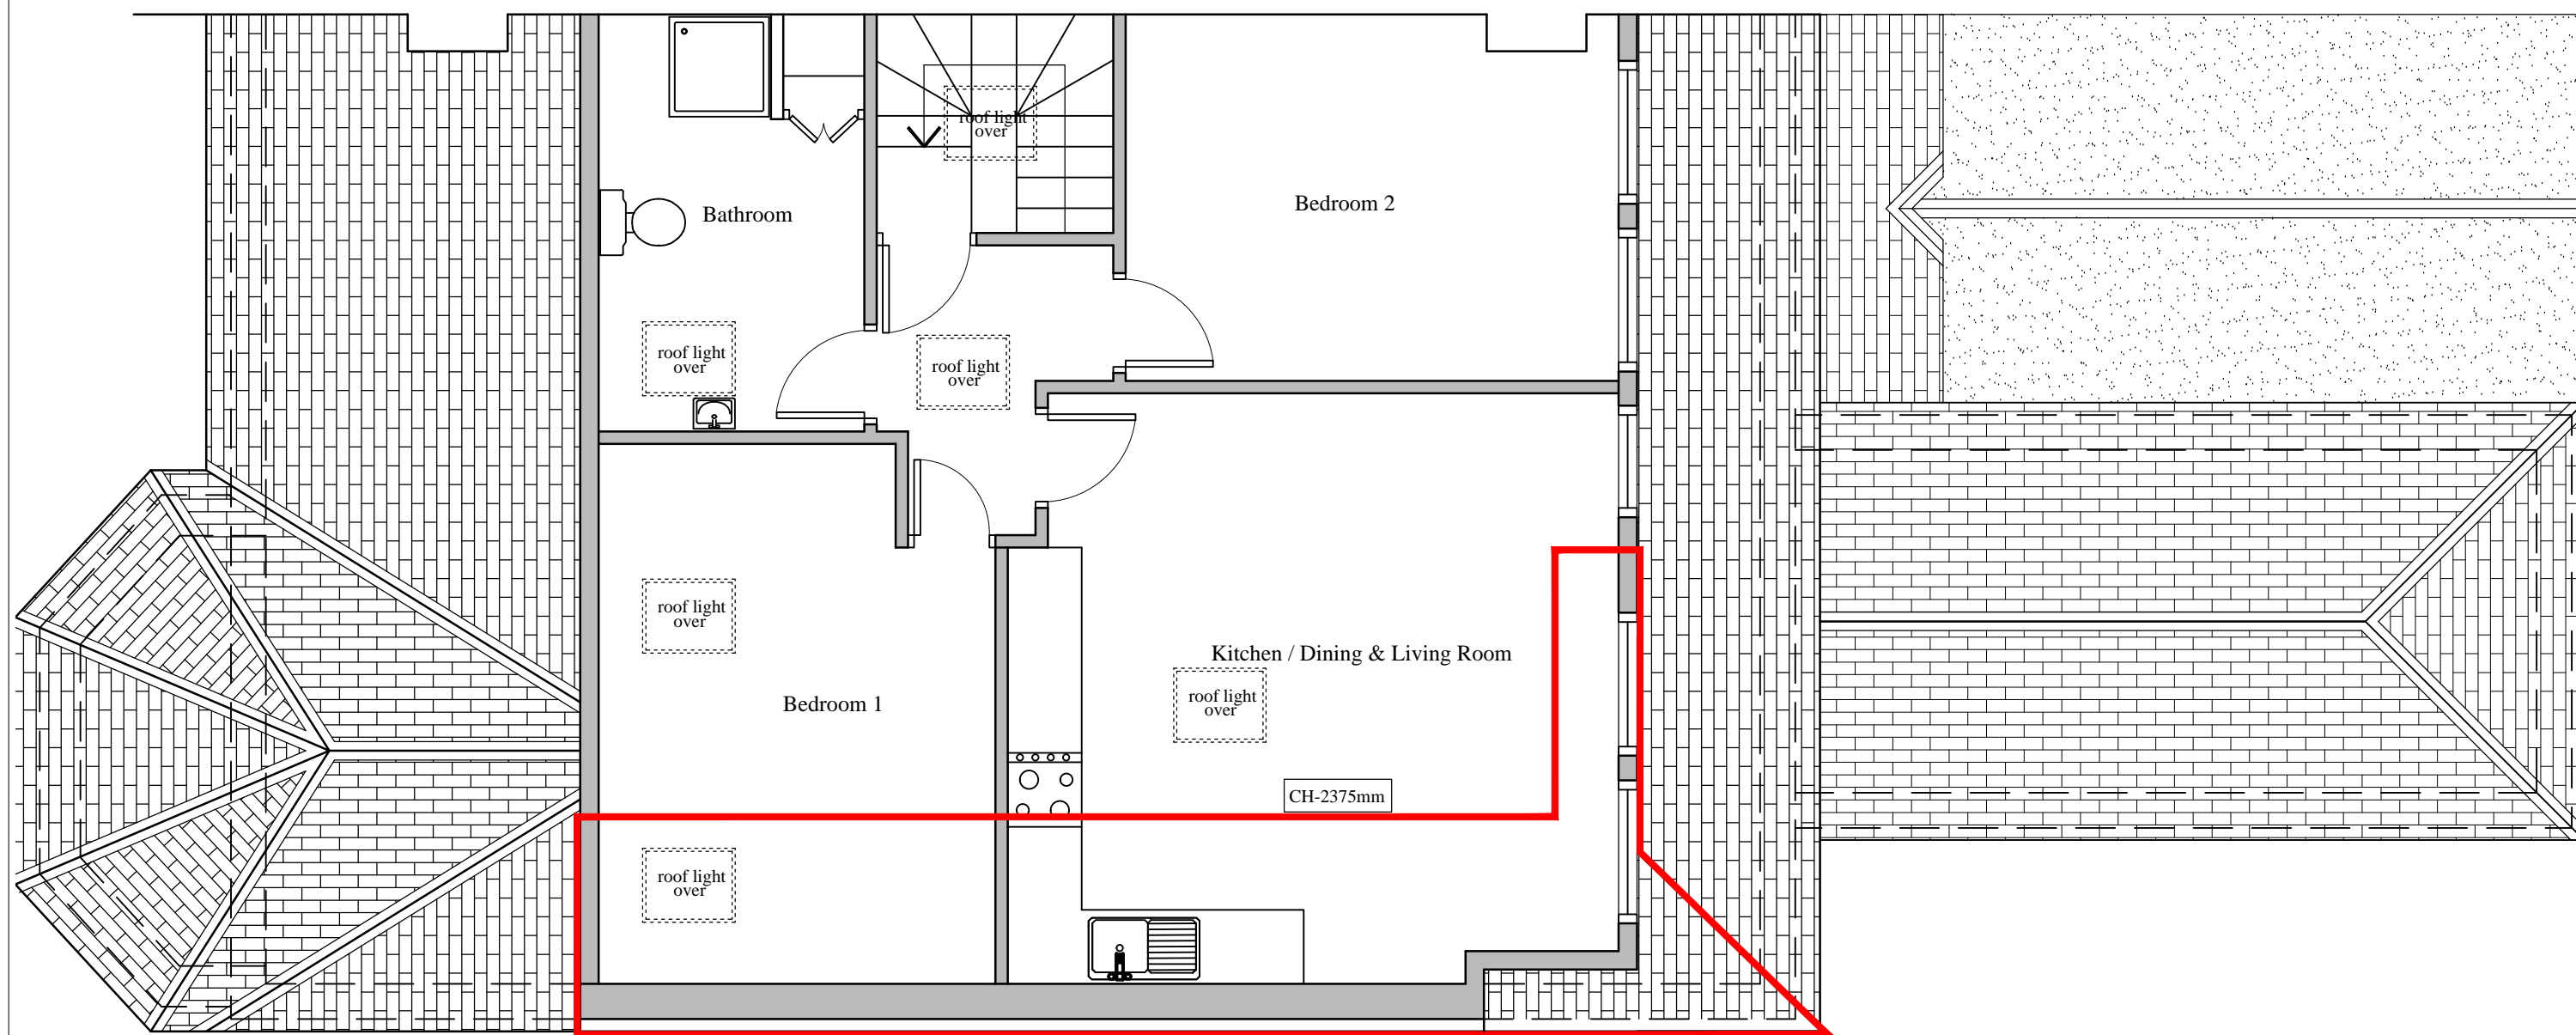 roof light
over
Bathroom
Bedroom 2
roof light
over
roof light
over
roof light
over
Kitchen / Dining & Living Room
Bedroom 1
roof light
over
CH-2375mm
roof light
over